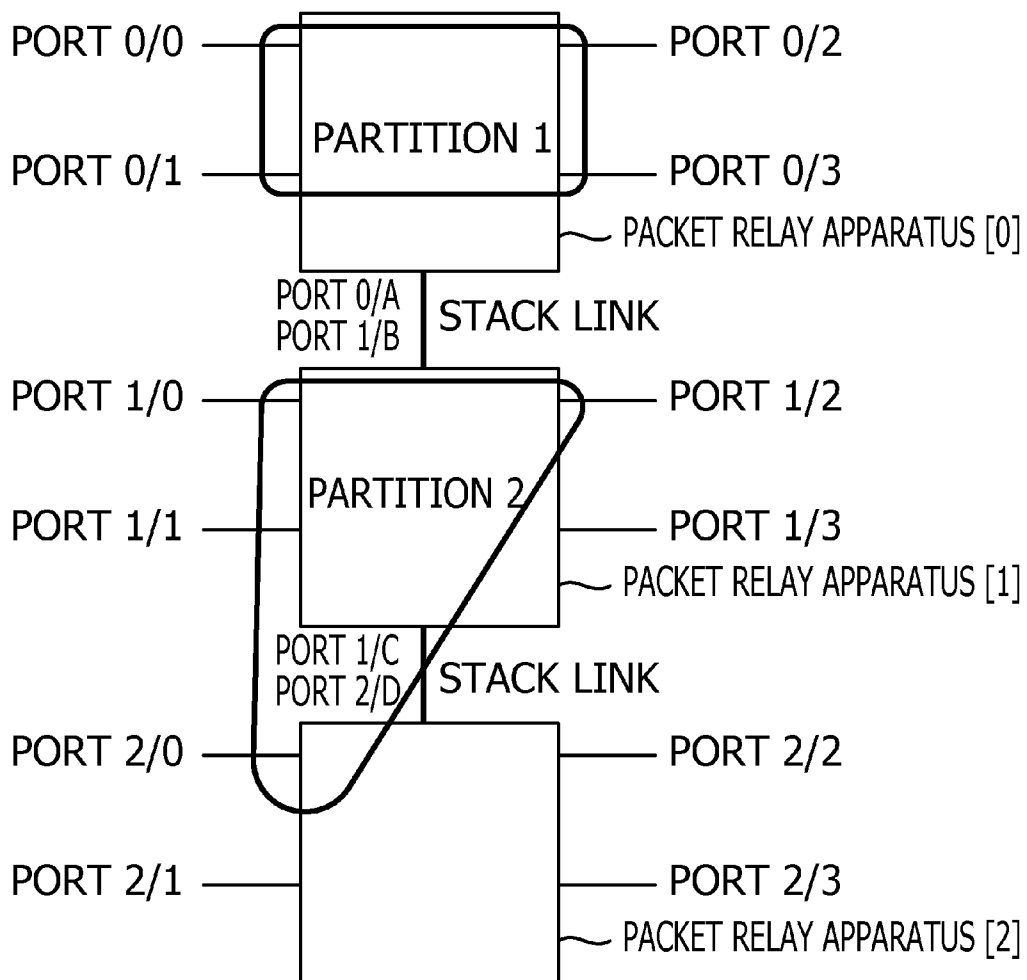 PORT 0/0
PORT 0/2
PARTITION 1
PORT 0/1
PORT 0/3
PACKET RELAY APPARATUS [0]
PORT 0/A
PORT 1/B
STACK LINK
PORT 1/0
PORT 1/2
PARTITION 2
PORT 1/1
PORT 1/3
PACKET RELAY APPARATUS [1]
PORT 1/C
PORT 2/D
STACK LINK
PORT 2/0
PORT 2/2
PORT 2/1
PORT 2/3
PACKET RELAY APPARATUS [2]